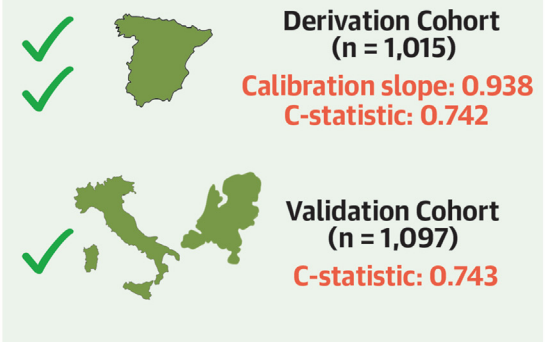 Derivation Cohort
(n = 1,015)
Calibration slope: 0.938
C-statistic: 0.742
Validation Cohort
(n = 1,097)
C-statistic: 0.743